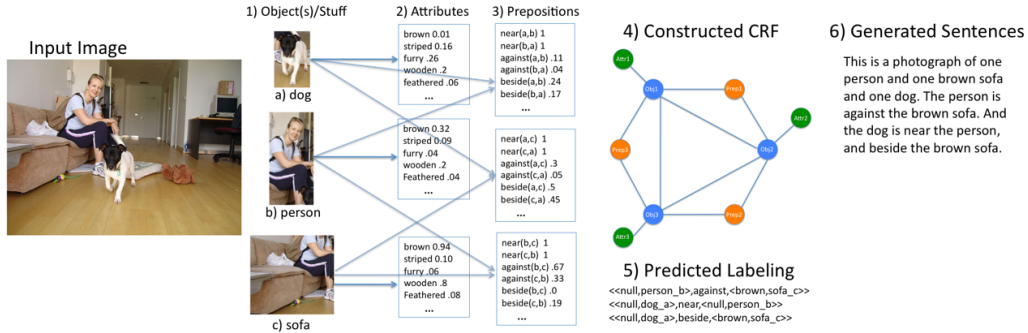 Input Image
1) Object(s)/Stuff
a) dog
b) person
c) sofa
2) Attributes
brown 0.01
striped 0.16
furry .26
wooden .2
feathered .06
...
brown 0.32
striped 0.09
furry .04
wooden .2
Feathered .04
...
brown 0.94
striped 0.10
furry .06
wooden .8
Feathered .08
...
3) Prepositions
near(a,b) 1
near(b,a) 1
against(a,b) .11
against(b,a) .04
beside(a,b) .24
beside(b,a) .17
...
near(a,c) 1
near(c,a) 1
against(a,c) .3
against(c,a) .05
beside(a,c) .5
beside(c,a) .45
...
near(b,c) 1
near(c,b) 1
against(b,c) .67
against(c,b) .33
beside(b,c) .0
beside(c,b) .19
...
4) Constructed CRF
Attr1
Obj1
Prep1
Attr2
Prep3
Obj2
Obj3
Prep2
Attr3
5) Predicted Labeling
<<null,person_b>,against,<brown,sofa_c>>
<<null,dog_a>,near,<null,person_b>>
<<null,dog_a>,beside,<brown,sofa_c>>
6) Generated Sentences
This is a photograph of one
person and one brown sofa
and one dog. The person is
against the brown sofa. And
the dog is near the person,
and beside the brown sofa.